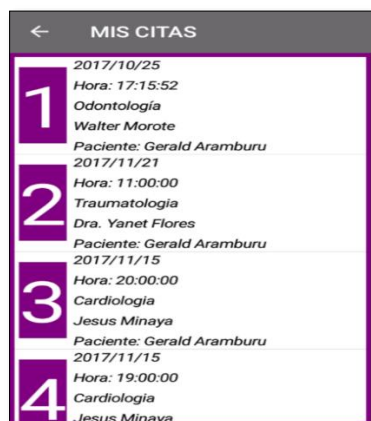 MIS CITAS
1
2017/10/25
Hora: 17:15:52
Odontología
Walter Morote
Paciente: Gerald Aramburu
2
2017/11/21
Hora: 11:00:00
Traumatologia
Dra. Yanet Flores
Paciente: Gerald Aramburu
3
2017/11/15
Hora: 20:00:00
Cardiologia
Jesus Minaya
Paciente: Gerald Aramburu
4
2017/11/15
Hora: 19:00:00
Cardiologia
Jesus Minaya